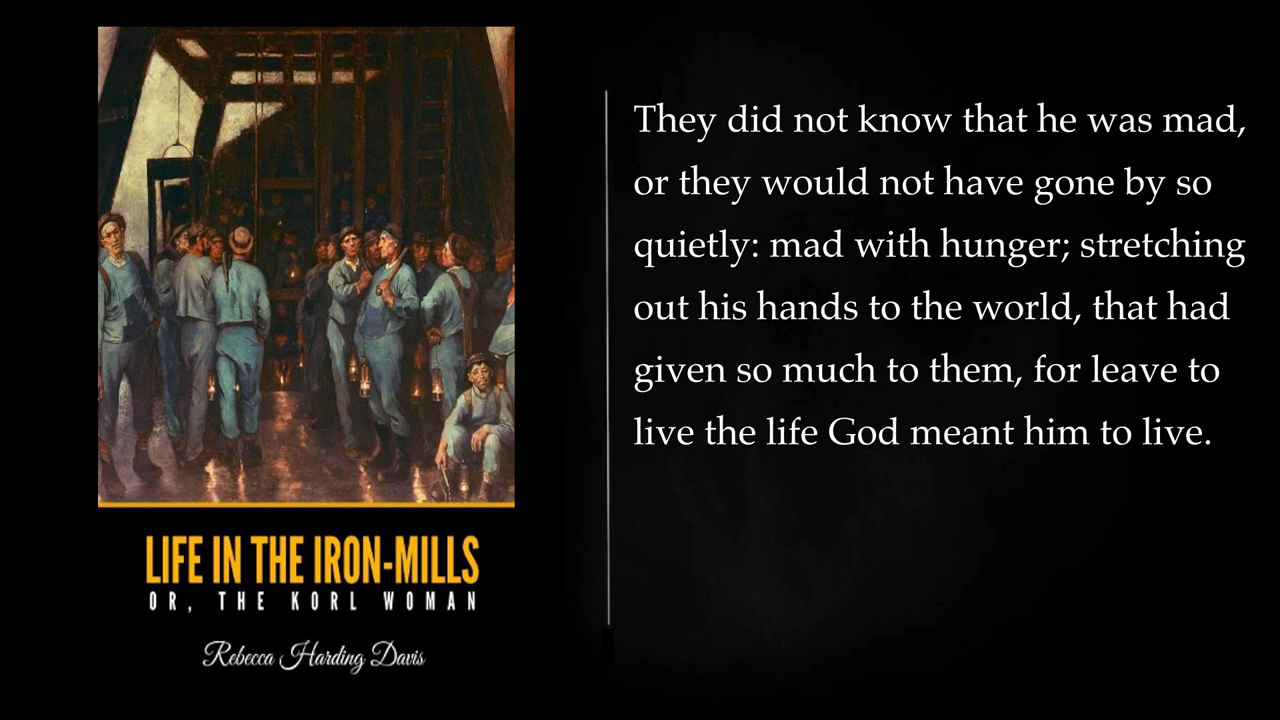 LIFE IN THE IRON-MILLS
OR, THE KORL WOMAN
Rebecca Harding Davis
They did not know that he was mad,
or they would not have gone by so
quietly: mad with hunger; stretching
out his hands to the world, that had
given so much to them, for leave to
live the life God meant him to live.